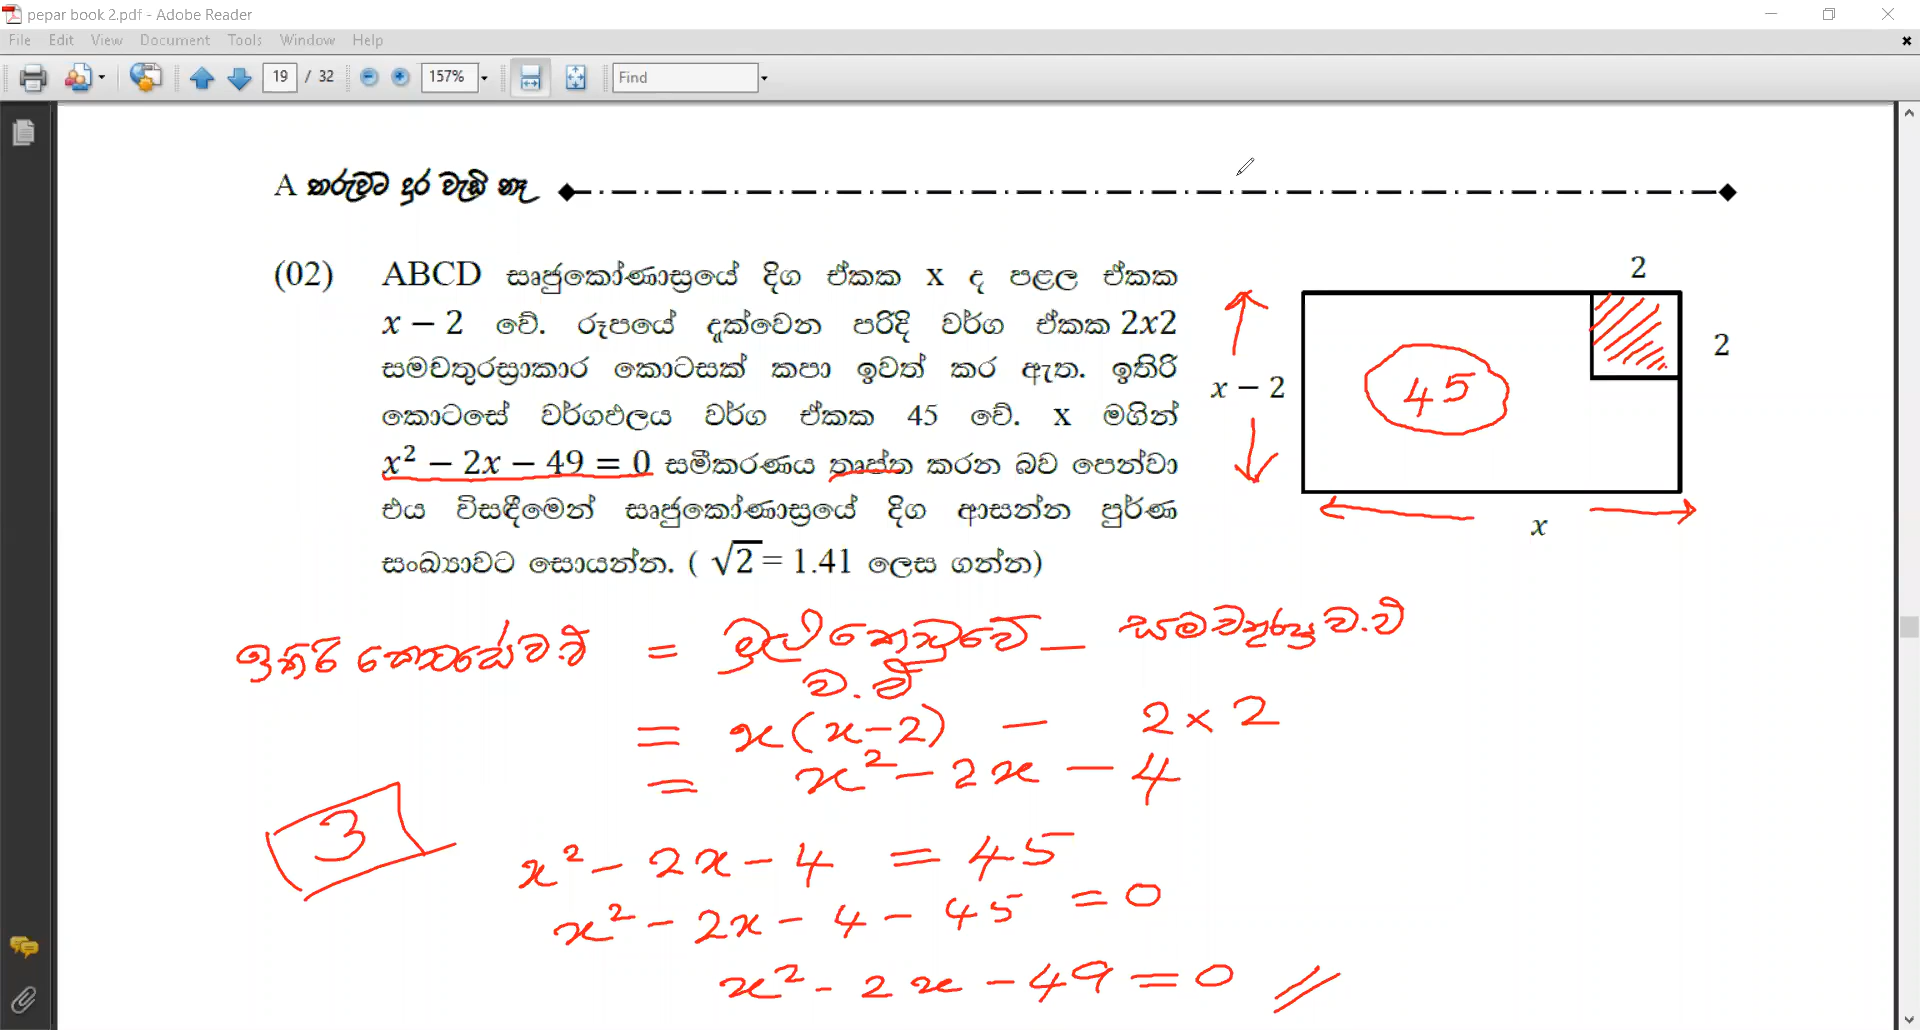 pepar book 2.pdf - Adobe Reader
File Edit View Document Tools Window Help
19 / 32 157% Find
A තරුවට දුර වැඩි නෑ
(02) ABCD සෘජුකෝණාස්‍රයේ දිග ඒකක x ද පළල ඒකක
x − 2 වේ. රූපයේ දැක්වෙන පරිදි වර්ග ඒකක 2x2
සමචතුරස්‍රාකාර කොටසක් කපා ඉවත් කර ඇත. ඉතිරි
කොටසේ වර්ගඵලය වර්ග ඒකක 45 වේ. x මගින්
x² − 2x − 49 = 0 සමීකරණය තෘප්ත කරන බව පෙන්වා
එය විසඳීමෙන් සෘජුකෝණාස්‍රයේ දිග ආසන්න පූර්ණ
සංඛ්‍යාවට සොයන්න. ( √2 = 1.41 ලෙස ගන්න)
2
2
x − 2
45
x
ඉතිරි කොටසේ ව.ඵ = මුල් කොටුවේ ව.ඵ − සමචතුරස්‍ර ව.ඵ
= x(x−2) − 2 × 2
= x² − 2x − 4
3
x² − 2x − 4 = 45
x² − 2x − 4 − 45 = 0
x² − 2x − 49 = 0 //